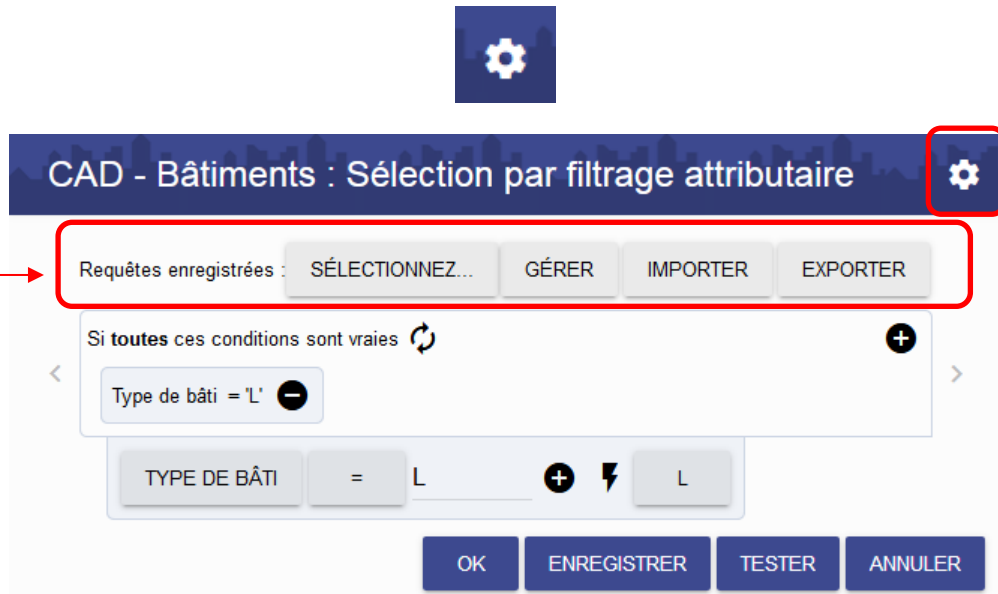 CAD - Bâtiments : Sélection par filtrage attributaire
Requêtes enregistrées : SÉLECTIONNEZ... GÉRER IMPORTER EXPORTER
Si toutes ces conditions sont vraies
Type de bâti = 'L'
TYPE DE BÂTI = L L
OK ENREGISTRER TESTER ANNULER